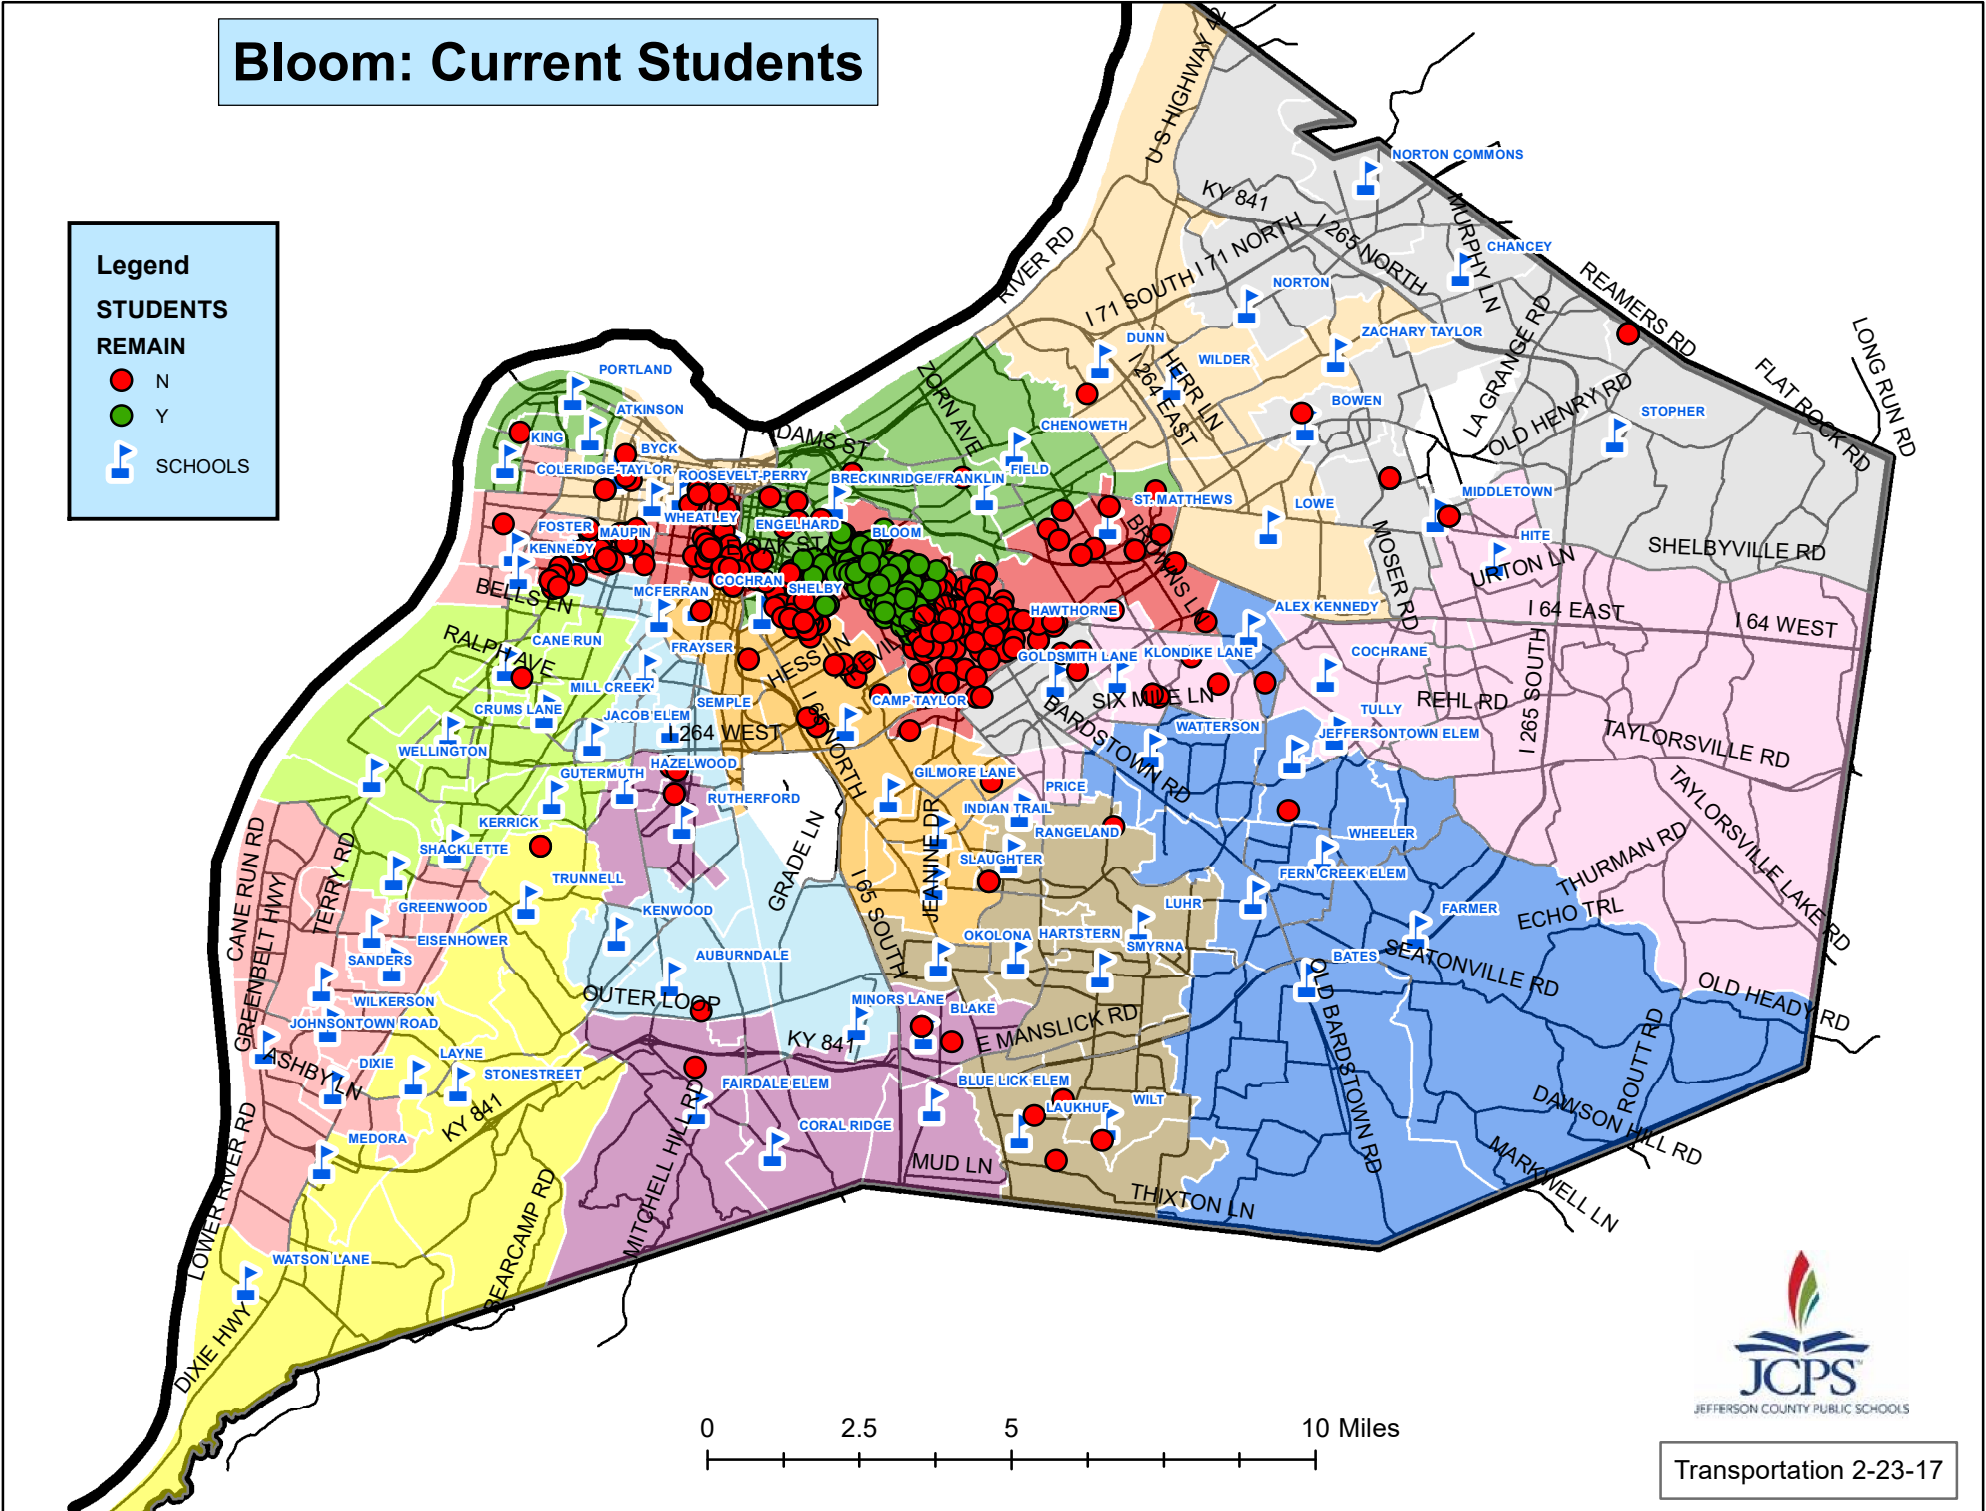 Bloom: Current Students
Legend
STUDENTS
REMAIN
N
Y
SCHOOLS
U S HIGHWAY 42
NORTON COMMONS
KY 841
MURPHY LN
I 265 NORTH
I 71 NORTH
CHANCEY
RIVER RD
I 71 SOUTH
NORTON
REAMERS RD
LONG RUN RD
FLAT ROCK RD
LA GRANGE RD
OLD HENRY RD
ZACHARY TAYLOR
DUNN
WILDER
HERR LN
I 264 EAST
BOWEN
STOPHER
PORTLAND
ATKINSON
ZORN AVE
CHENOWETH
ADAMS ST
KING
BYCK
COLERIDGE-TAYLOR
ROOSEVELT-PERRY
BRECKINRIDGE/FRANKLIN
FIELD
ST. MATTHEWS
LOWE
MIDDLETOWN
FOSTER
MAUPIN
WHEATLEY
ENGELHARD
BLOOM
BROWNS LN
MOSER RD
HITE
SHELBYVILLE RD
KENNEDY
OAK ST
URTON LN
BELLS LN
COCHRAN
SHELBY
MCFERRAN
HAWTHORNE
ALEX KENNEDY
I 64 EAST
I 64 WEST
RALPH AVE
CANE RUN
FRAYSER
HESS LN
GOLDSMITH LANE
KLONDIKE LANE
COCHRANE
MILL CREEK
SEMPLE
CAMP TAYLOR
SIX MILE LN
REHL RD
I 265 SOUTH
CRUMS LANE
JACOB ELEM
I 264 WEST
I 65 NORTH
BARDSTOWN RD
WATTERSON
TULLY
JEFFERSONTOWN ELEM
TAYLORSVILLE RD
WELLINGTON
GUTERMUTH
HAZELWOOD
GILMORE LANE
PRICE
RUTHERFORD
INDIAN TRAIL
RANGELAND
TAYLORSVILLE LAKE RD
KERRICK
SHACKLETTE
GRADE LN
JEANINE DR
SLAUGHTER
WHEELER
FERN CREEK ELEM
THURMAN RD
CANE RUN RD
TERRY RD
TRUNNELL
I 65 SOUTH
GREENBELT HWY
GREENWOOD
KENWOOD
LUHR
FARMER
ECHO TRL
EISENHOWER
OKOLONA
HARTSTERN
SMYRNA
SANDERS
AUBURNDALE
BATES
SEATONVILLE RD
OLD HEADY RD
WILKERSON
OUTER LOOP
MINORS LANE
BLAKE
JOHNSONTOWN ROAD
KY 841
E MANSLICK RD
OLD BARDSTOWN RD
ROUTT RD
ASHBY LN
DIXIE
LAYNE
STONESTREET
FAIRDALE ELEM
BLUE LICK ELEM
LAUKHUF
WILT
DAWSON HILL RD
KY 841
CORAL RIDGE
LOWER RIVER RD
MEDORA
MITCHELL HILL RD
MUD LN
MARKWELL LN
BEARCAMP RD
THIXTON LN
WATSON LANE
DIXIE HWY
JCPS
JEFFERSON COUNTY PUBLIC SCHOOLS
0 2.5 5 10 Miles
Transportation 2-23-17